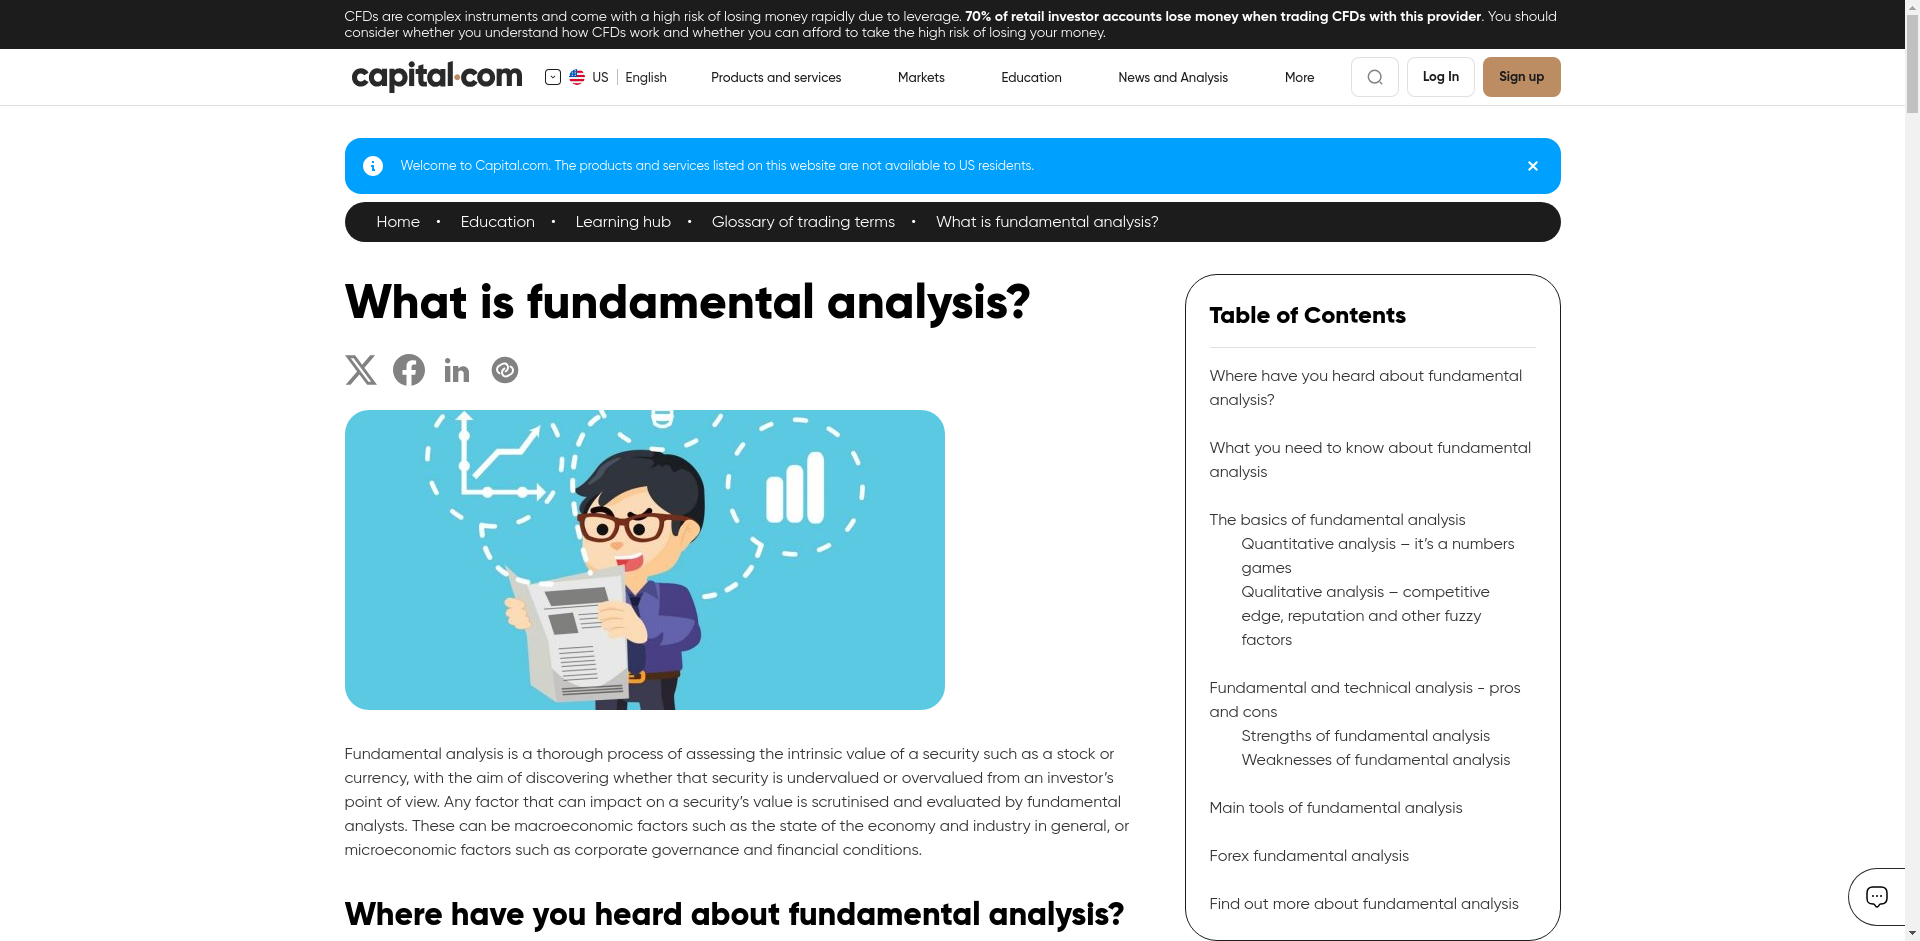 CFDs are complex instruments and come with a high risk of losing money rapidly due to leverage. 70% of retail investor accounts lose money when trading CFDs with this provider. You should
consider whether you understand how CFDs work and whether you can afford to take the high risk of losing your money.
capital.com
US English
Products and services
Markets
Education
News and Analysis
More
Log In
Sign up
Welcome to Capital.com. The products and services listed on this website are not available to US residents.
Home • Education • Learning hub • Glossary of trading terms • What is fundamental analysis?
What is fundamental analysis?
Fundamental analysis is a thorough process of assessing the intrinsic value of a security such as a stock or
currency, with the aim of discovering whether that security is undervalued or overvalued from an investor’s
point of view. Any factor that can impact on a security’s value is scrutinised and evaluated by fundamental
analysts. These can be macroeconomic factors such as the state of the economy and industry in general, or
microeconomic factors such as corporate governance and financial conditions.
Where have you heard about fundamental analysis?
Table of Contents
Where have you heard about fundamental
analysis?
What you need to know about fundamental
analysis
The basics of fundamental analysis
Quantitative analysis – it’s a numbers
games
Qualitative analysis – competitive
edge, reputation and other fuzzy
factors
Fundamental and technical analysis - pros
and cons
Strengths of fundamental analysis
Weaknesses of fundamental analysis
Main tools of fundamental analysis
Forex fundamental analysis
Find out more about fundamental analysis